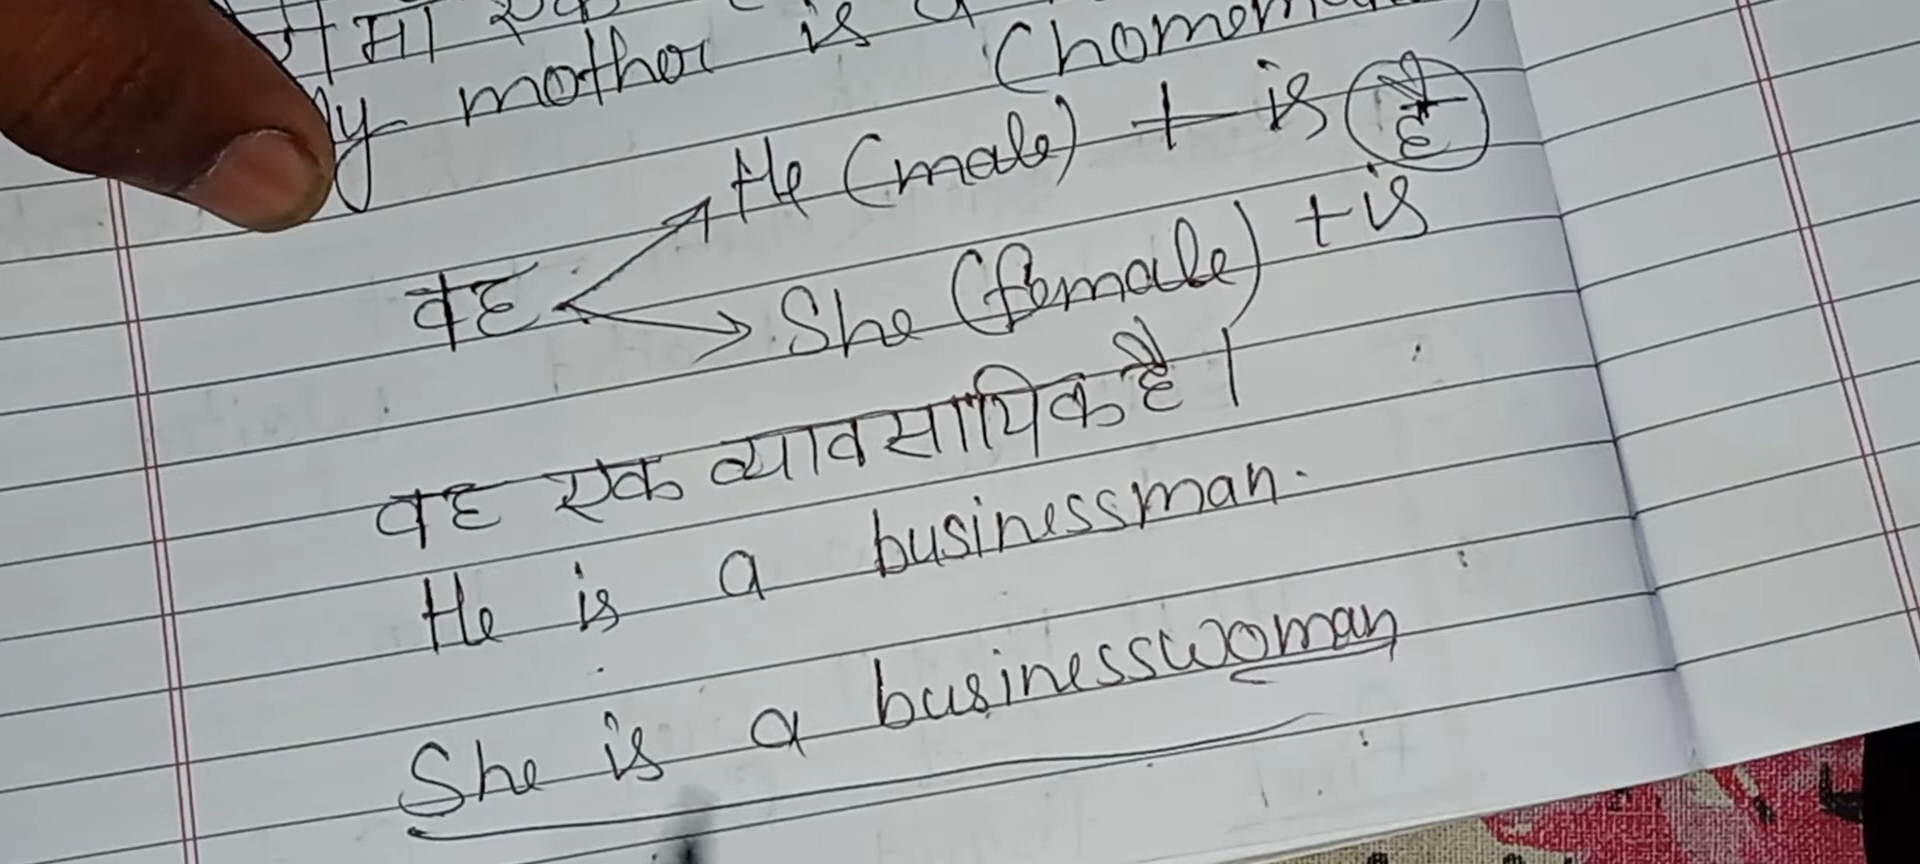 माँ एक
My mother is a
(homem
वह He (male) + is है
She (female) + is
वह एक व्यावसायिक है।
He is a businessman.
She is a businesswoman